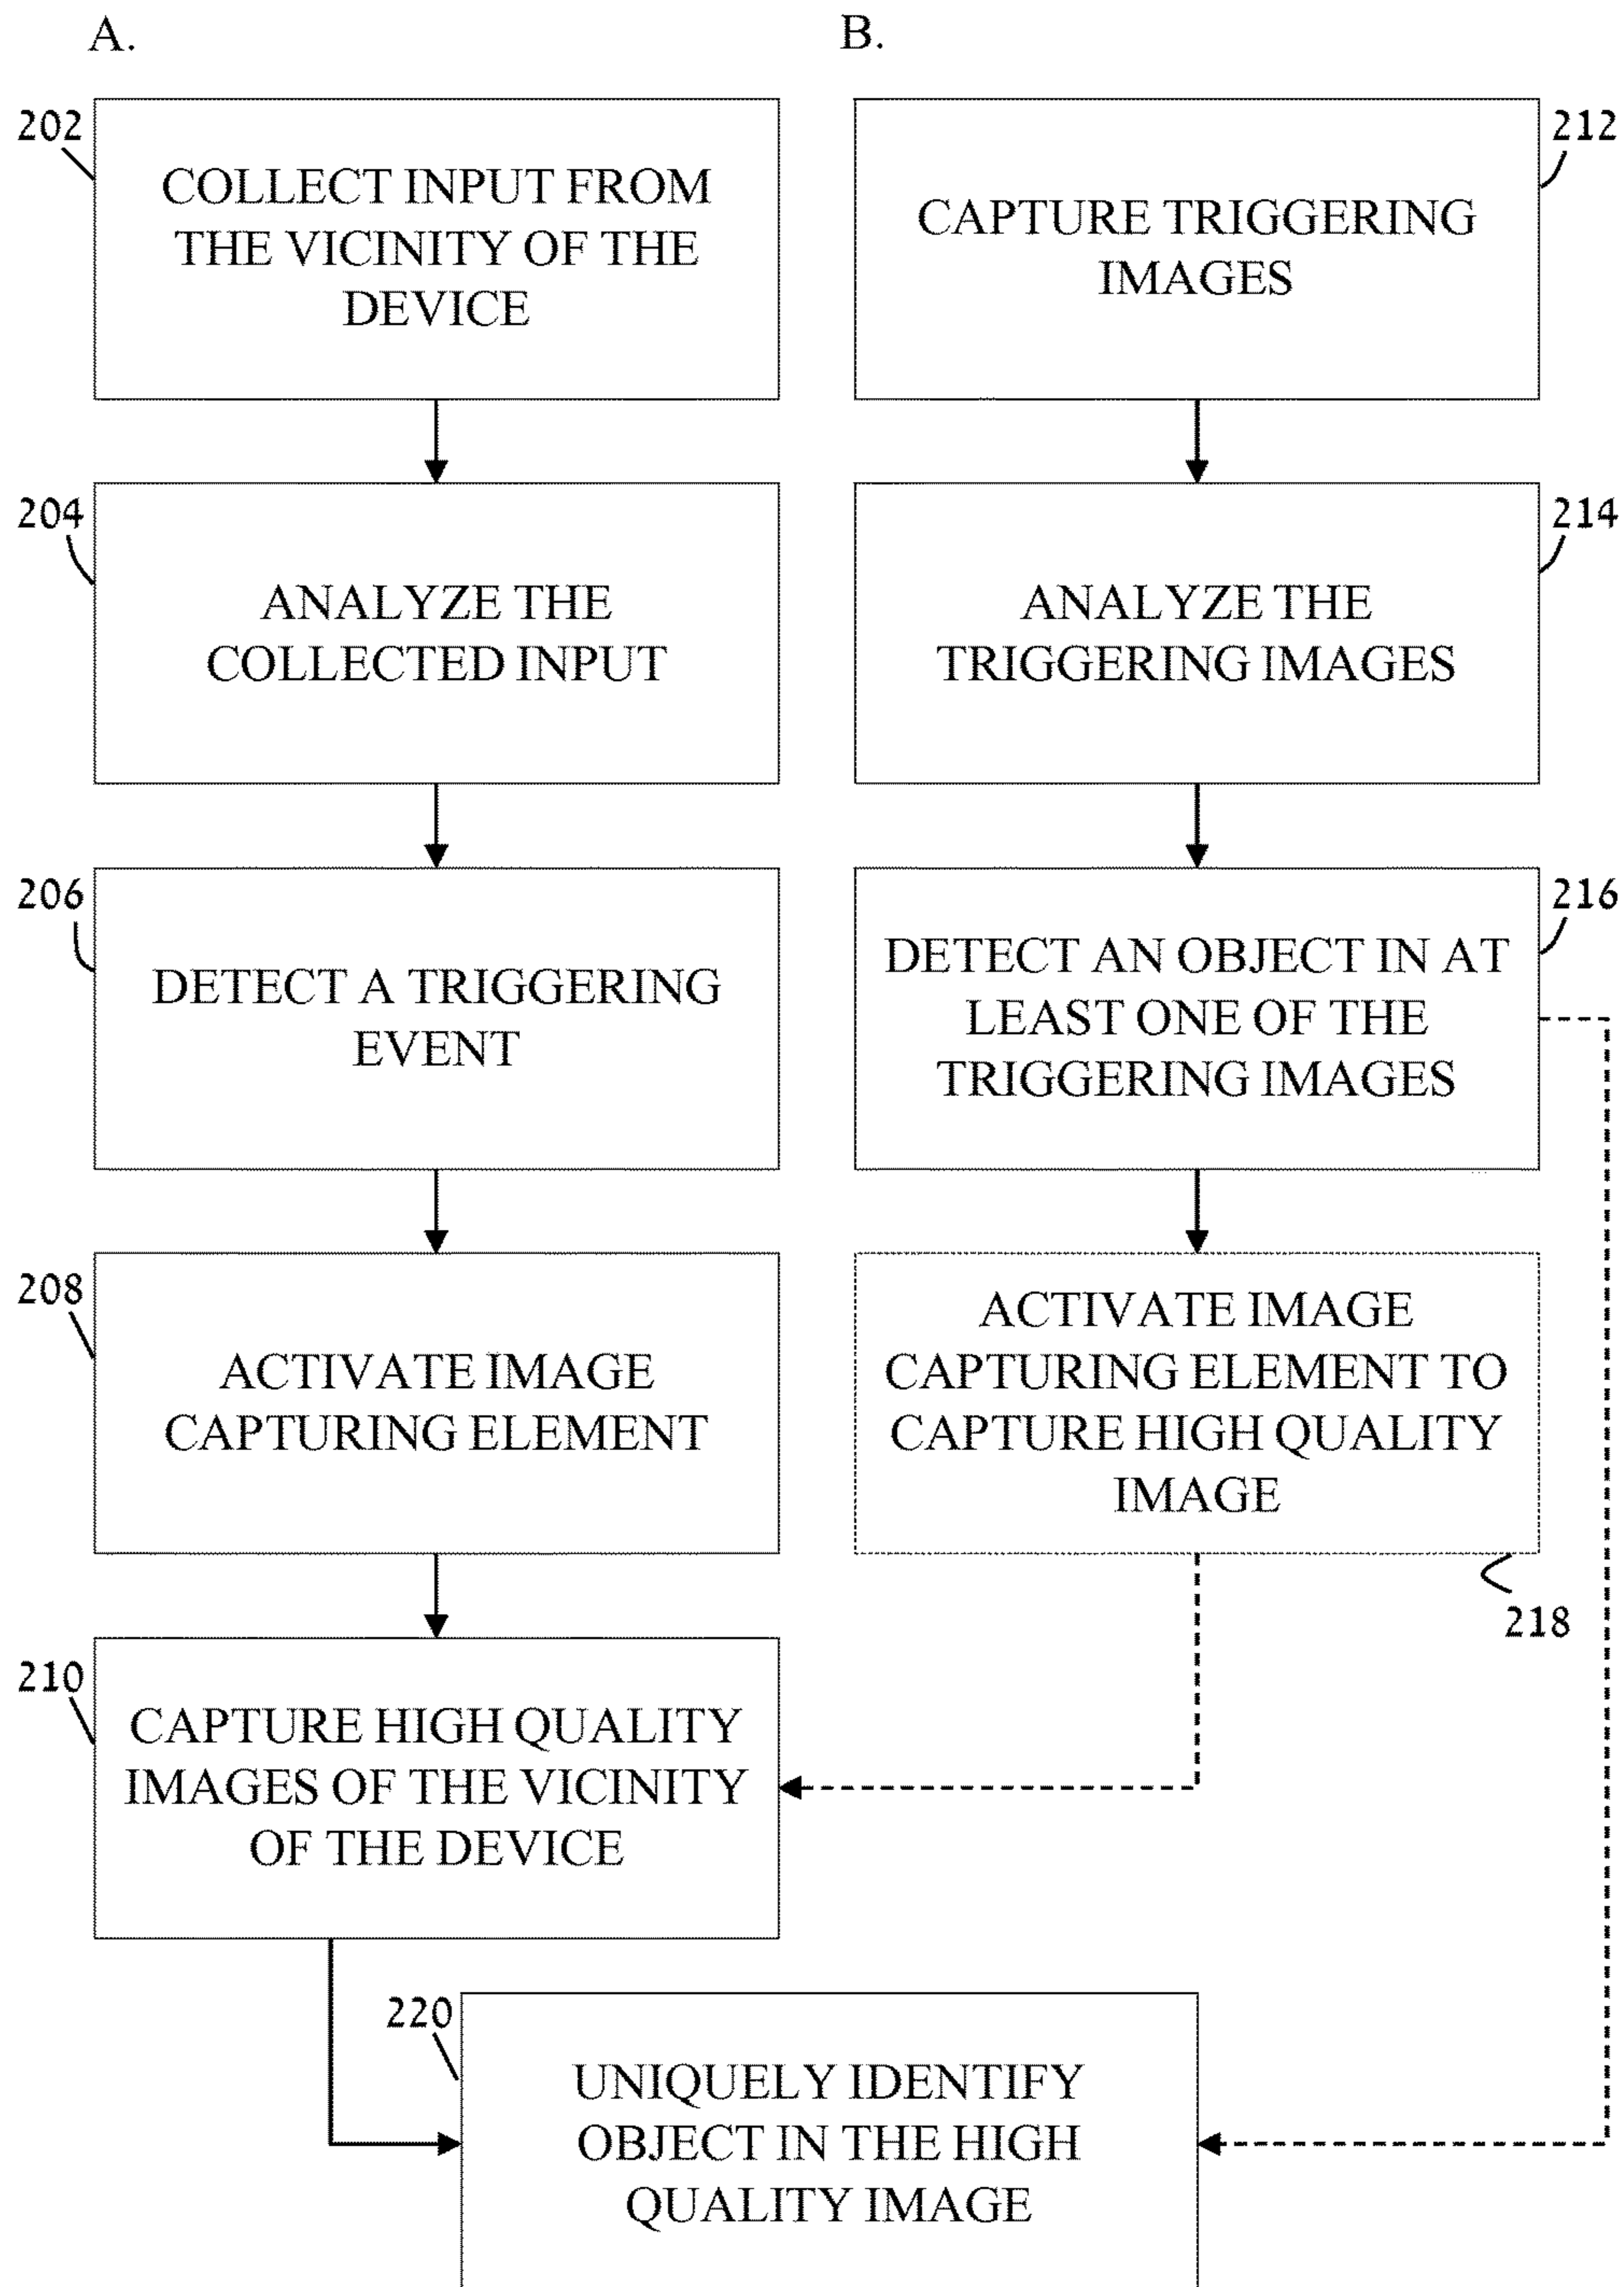 A.
202
COLLECT INPUT FROM
THE VICINITY OF THE
DEVICE
204
ANALYZE THE
COLLECTED INPUT
206
DETECT A TRIGGERING
EVENT
208
ACTIVATE IMAGE
CAPTURING ELEMENT
210
CAPTURE HIGH QUALITY
IMAGES OF THE VICINITY
OF THE DEVICE
B.
212
CAPTURE TRIGGERING
IMAGES
214
ANALYZE THE
TRIGGERING IMAGES
216
DETECT AN OBJECT IN AT
LEAST ONE OF THE
TRIGGERING IMAGES
ACTIVATE IMAGE
CAPTURING ELEMENT TO
CAPTURE HIGH QUALITY
IMAGE
218
220
UNIQUELY IDENTIFY
OBJECT IN THE HIGH
QUALITY IMAGE